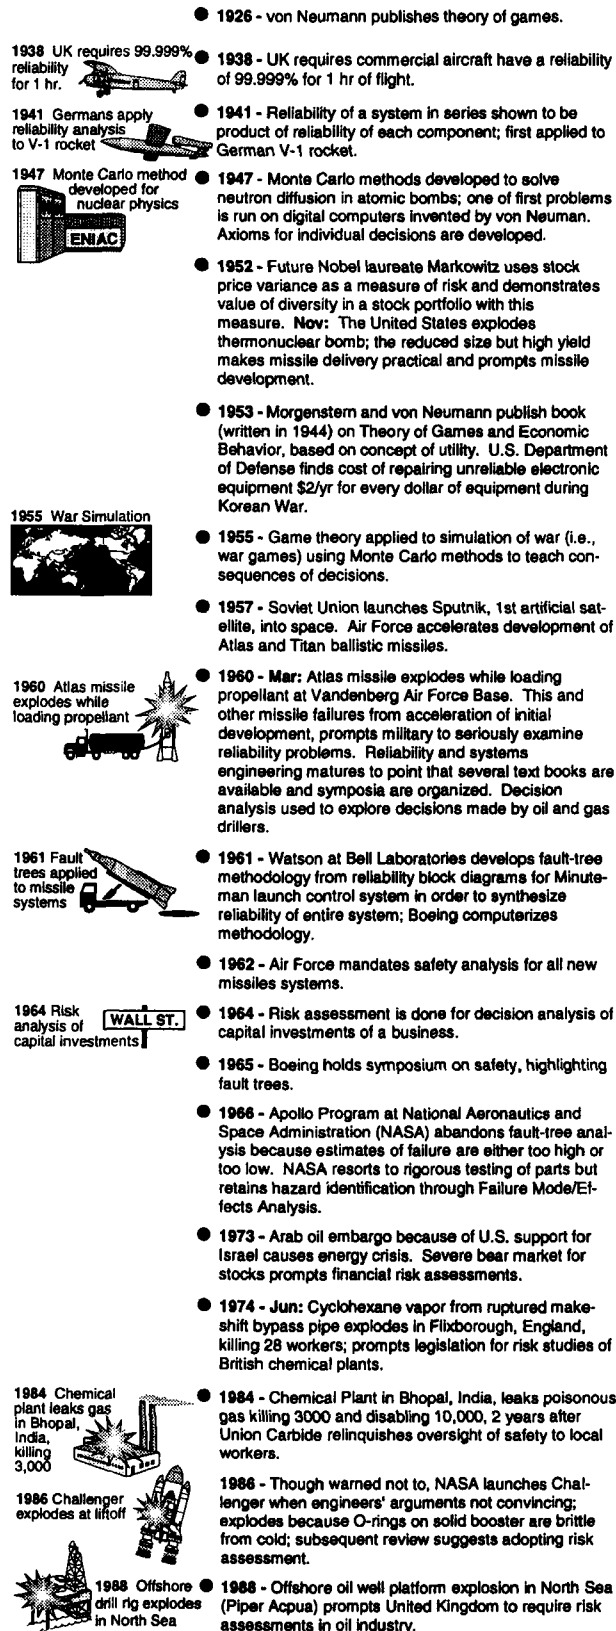 1926 - von Neumann publishes theory of games.
1938 UK requires 99.999%
reliability
for 1 hr.
1938 - UK requires commercial aircraft have a reliability
of 99.999% for 1 hr of flight.
1941 Germans apply
reliability analysis
to V-1 rocket
1941 - Reliability of a system in series shown to be
product of reliability of each component; first applied to
German V-1 rocket.
1947 Monte Carlo method
developed for
nuclear physics
ENIAC
1947 - Monte Carlo methods developed to solve
neutron diffusion in atomic bombs; one of first problems
is run on digital computers invented by von Neuman.
Axioms for individual decisions are developed.
1952 - Future Nobel laureate Markowitz uses stock
price variance as a measure of risk and demonstrates
value of diversity in a stock portfolio with this
measure. Nov: The United States explodes
thermonuclear bomb; the reduced size but high yield
makes missile delivery practical and prompts missile
development.
1953 - Morgenstern and von Neumann publish book
(written in 1944) on Theory of Games and Economic
Behavior, based on concept of utility. U.S. Department
of Defense finds cost of repairing unreliable electronic
equipment $2/yr for every dollar of equipment during
Korean War.
1955 War Simulation
1955 - Game theory applied to simulation of war (i.e.,
war games) using Monte Carlo methods to teach con-
sequences of decisions.
1957 - Soviet Union launches Sputnik, 1st artificial sat-
ellite, into space. Air Force accelerates development of
Atlas and Titan ballistic missiles.
1960 Atlas missile
explodes while
loading propellant
1960 - Mar: Atlas missile explodes while loading
propellant at Vandenberg Air Force Base. This and
other missile failures from acceleration of initial
development, prompts military to seriously examine
reliability problems. Reliability and systems
engineering matures to point that several text books are
available and symposia are organized. Decision
analysis used to explore decisions made by oil and gas
drillers.
1961 Fault
trees applied
to missile
systems
1961 - Watson at Bell Laboratories develops fault-tree
methodology from reliability block diagrams for Minute-
man launch control system in order to synthesize
reliability of entire system; Boeing computerizes
methodology.
1962 - Air Force mandates safety analysis for all new
missiles systems.
1964 Risk
analysis of
capital investments
WALL ST.
1964 - Risk assessment is done for decision analysis of
capital investments of a business.
1965 - Boeing holds symposium on safety, highlighting
fault trees.
1966 - Apollo Program at National Aeronautics and
Space Administration (NASA) abandons fault-tree anal-
ysis because estimates of failure are either too high or
too low. NASA resorts to rigorous testing of parts but
retains hazard identification through Failure Mode/Ef-
fects Analysis.
1973 - Arab oil embargo because of U.S. support for
Israel causes energy crisis. Severe bear market for
stocks prompts financial risk assessments.
1974 - Jun: Cyclohexane vapor from ruptured make-
shift bypass pipe explodes in Flixborough, England,
killing 28 workers; prompts legislation for risk studies of
British chemical plants.
1984 Chemical
plant leaks gas
in Bhopal,
India,
killing
3,000
1984 - Chemical Plant in Bhopal, India, leaks poisonous
gas killing 3000 and disabling 10,000, 2 years after
Union Carbide relinquishes oversight of safety to local
workers.
1986 Challenger
explodes at liftoff
1986 - Though warned not to, NASA launches Chal-
lenger when engineers' arguments not convincing;
explodes because O-rings on solid booster are brittle
from cold; subsequent review suggests adopting risk
assessment.
1988 Offshore
drill rig explodes
in North Sea
1988 - Offshore oil well platform explosion in North Sea
(Piper Acpua) prompts United Kingdom to require risk
assessments in oil industry.